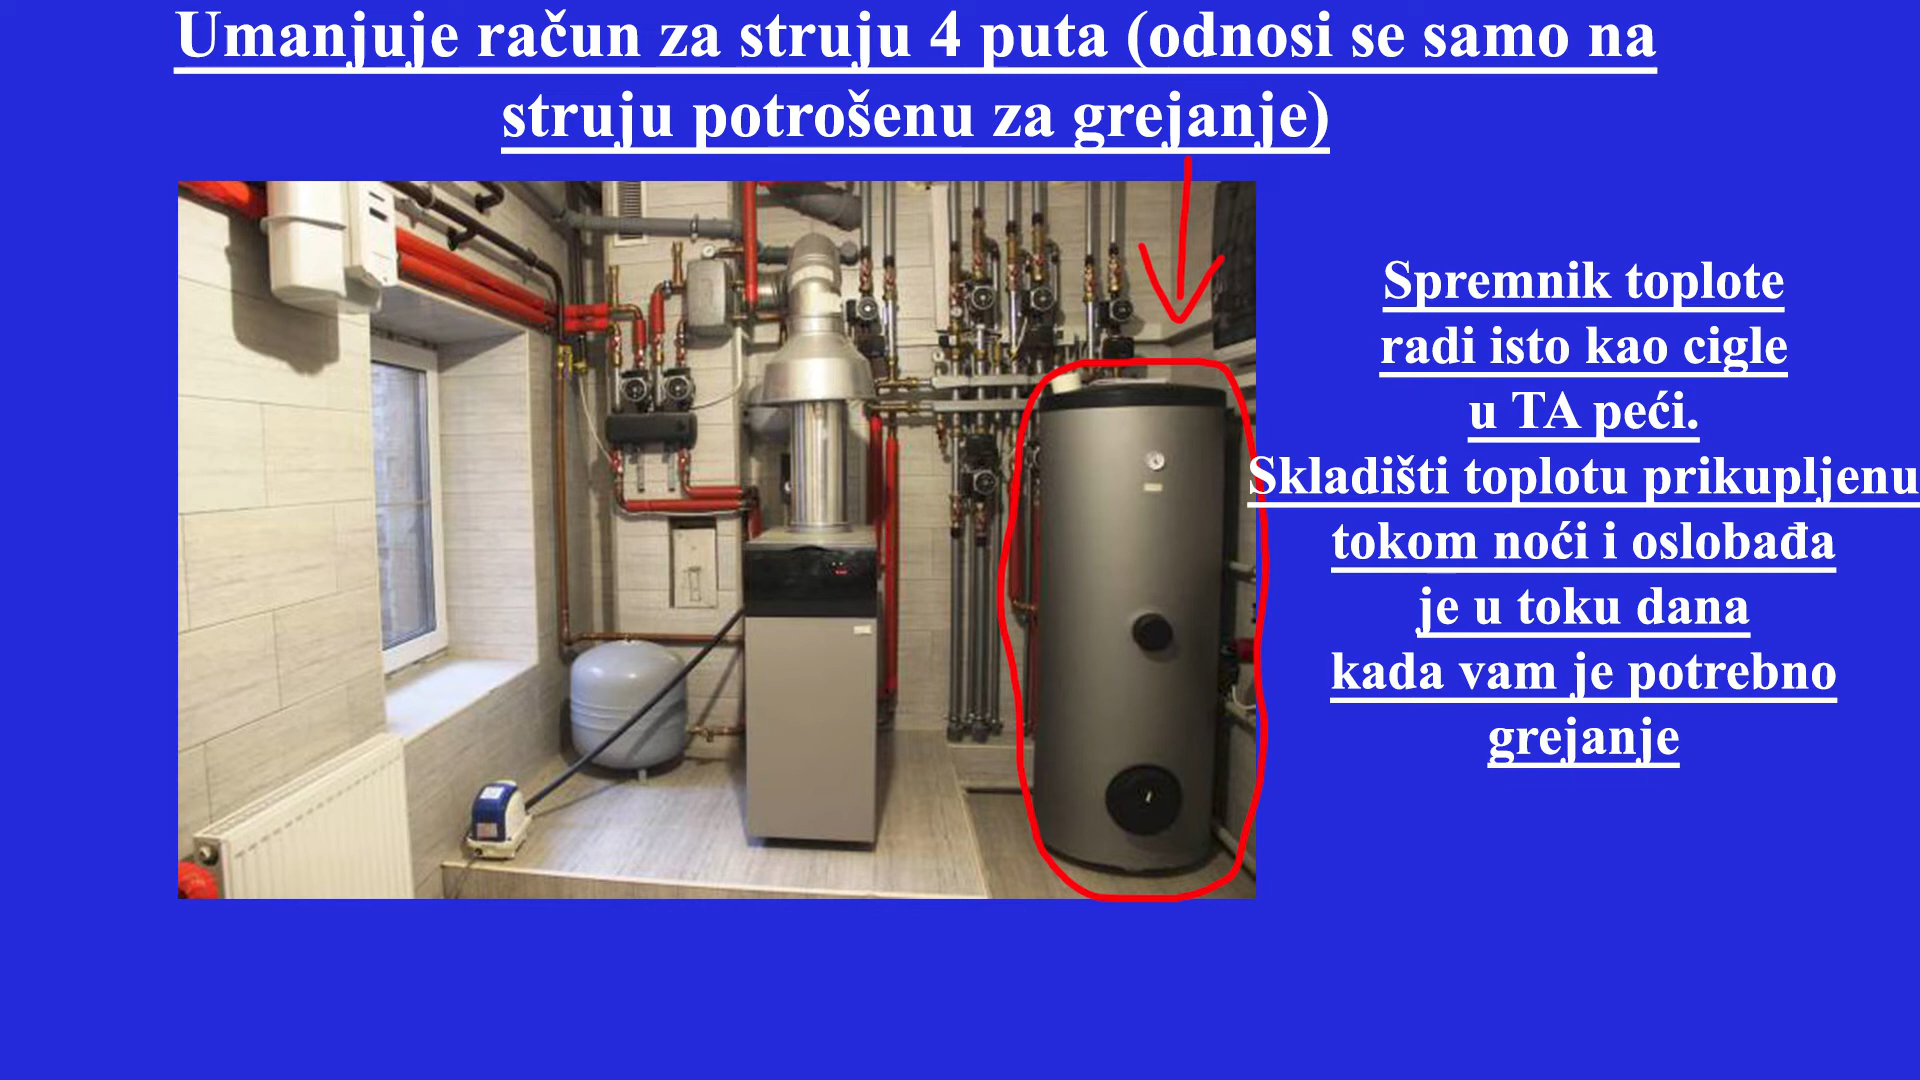 Umanjuje račun za struju 4 puta (odnosi se samo na
struju potrošenu za grejanje)
Spremnik toplote
radi isto kao cigle
u TA peći.
Skladišti toplotu prikupljenu
tokom noći i oslobađa
je u toku dana
kada vam je potrebno
grejanje